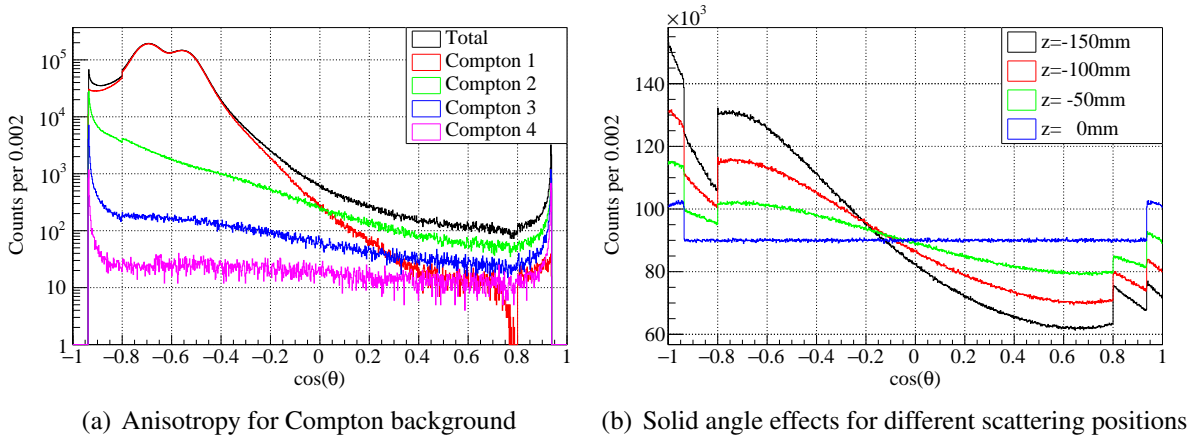 Counts per 0.002
10⁵
10⁴
10³
10²
10
1
−1 −0.8 −0.6 −0.4 −0.2 0 0.2 0.4 0.6 0.8 1
cos(θ)
Total
Compton 1
Compton 2
Compton 3
Compton 4
(a) Anisotropy for Compton background
×10³
Counts per 0.002
140
120
100
80
60
−1 −0.8 −0.6 −0.4 −0.2 0 0.2 0.4 0.6 0.8 1
cos(θ)
z=-150mm
z=-100mm
z= -50mm
z= 0mm
(b) Solid angle effects for different scattering positions